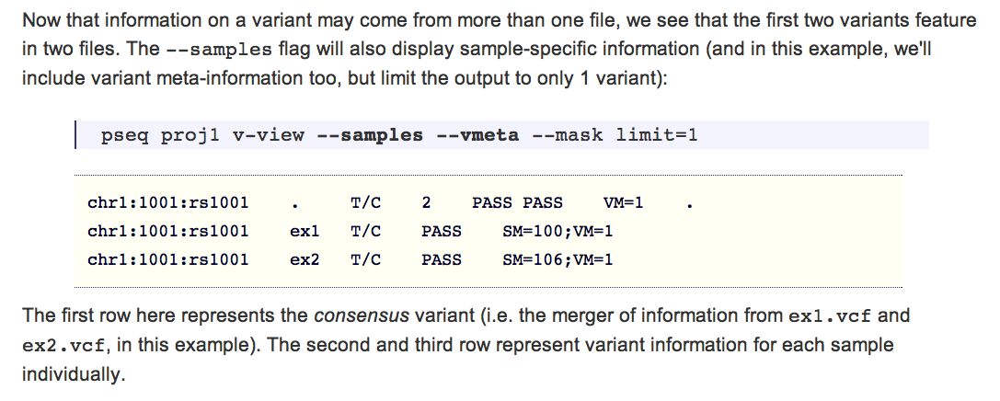 Now that information on a variant may come from more than one file, we see that the first two variants feature
in two files. The --samples flag will also display sample-specific information (and in this example, we'll
include variant meta-information too, but limit the output to only 1 variant):
pseq proj1 v-view --samples --vmeta --mask limit=1
chr1:1001:rs1001 . T/C 2 PASS PASS VM=1 .
chr1:1001:rs1001 ex1 T/C PASS SM=100;VM=1
chr1:1001:rs1001 ex2 T/C PASS SM=106;VM=1
The first row here represents the consensus variant (i.e. the merger of information from ex1.vcf and
ex2.vcf, in this example). The second and third row represent variant information for each sample
individually.